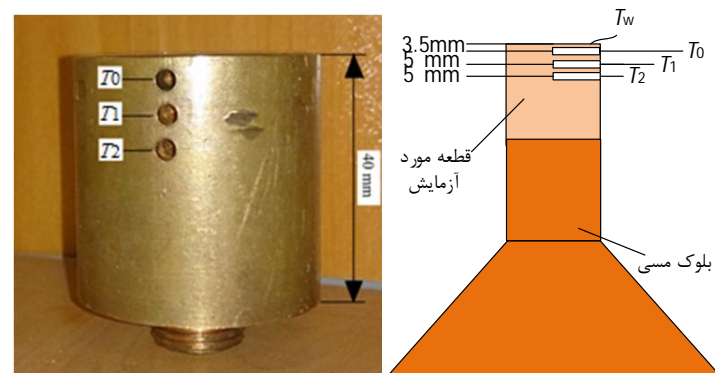 T0
T1
T2
40 mm
Tw
3.5mm
T0
5 mm
T1
5 mm
T2
قطعه مورد
آزمایش
بلوک مسی